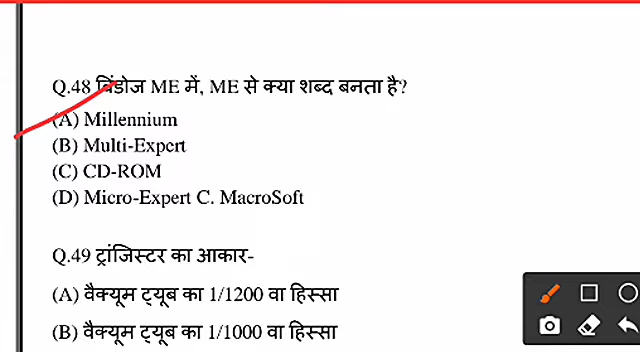 Q.48 विंडोज ME में, ME से क्या शब्द बनता है?
(A) Millennium
(B) Multi-Expert
(C) CD-ROM
(D) Micro-Expert C. MacroSoft
Q.49 ट्रांजिस्टर का आकार-
(A) वैक्यूम ट्यूब का 1/1200 वा हिस्सा
(B) वैक्यूम ट्यूब का 1/1000 वा हिस्सा